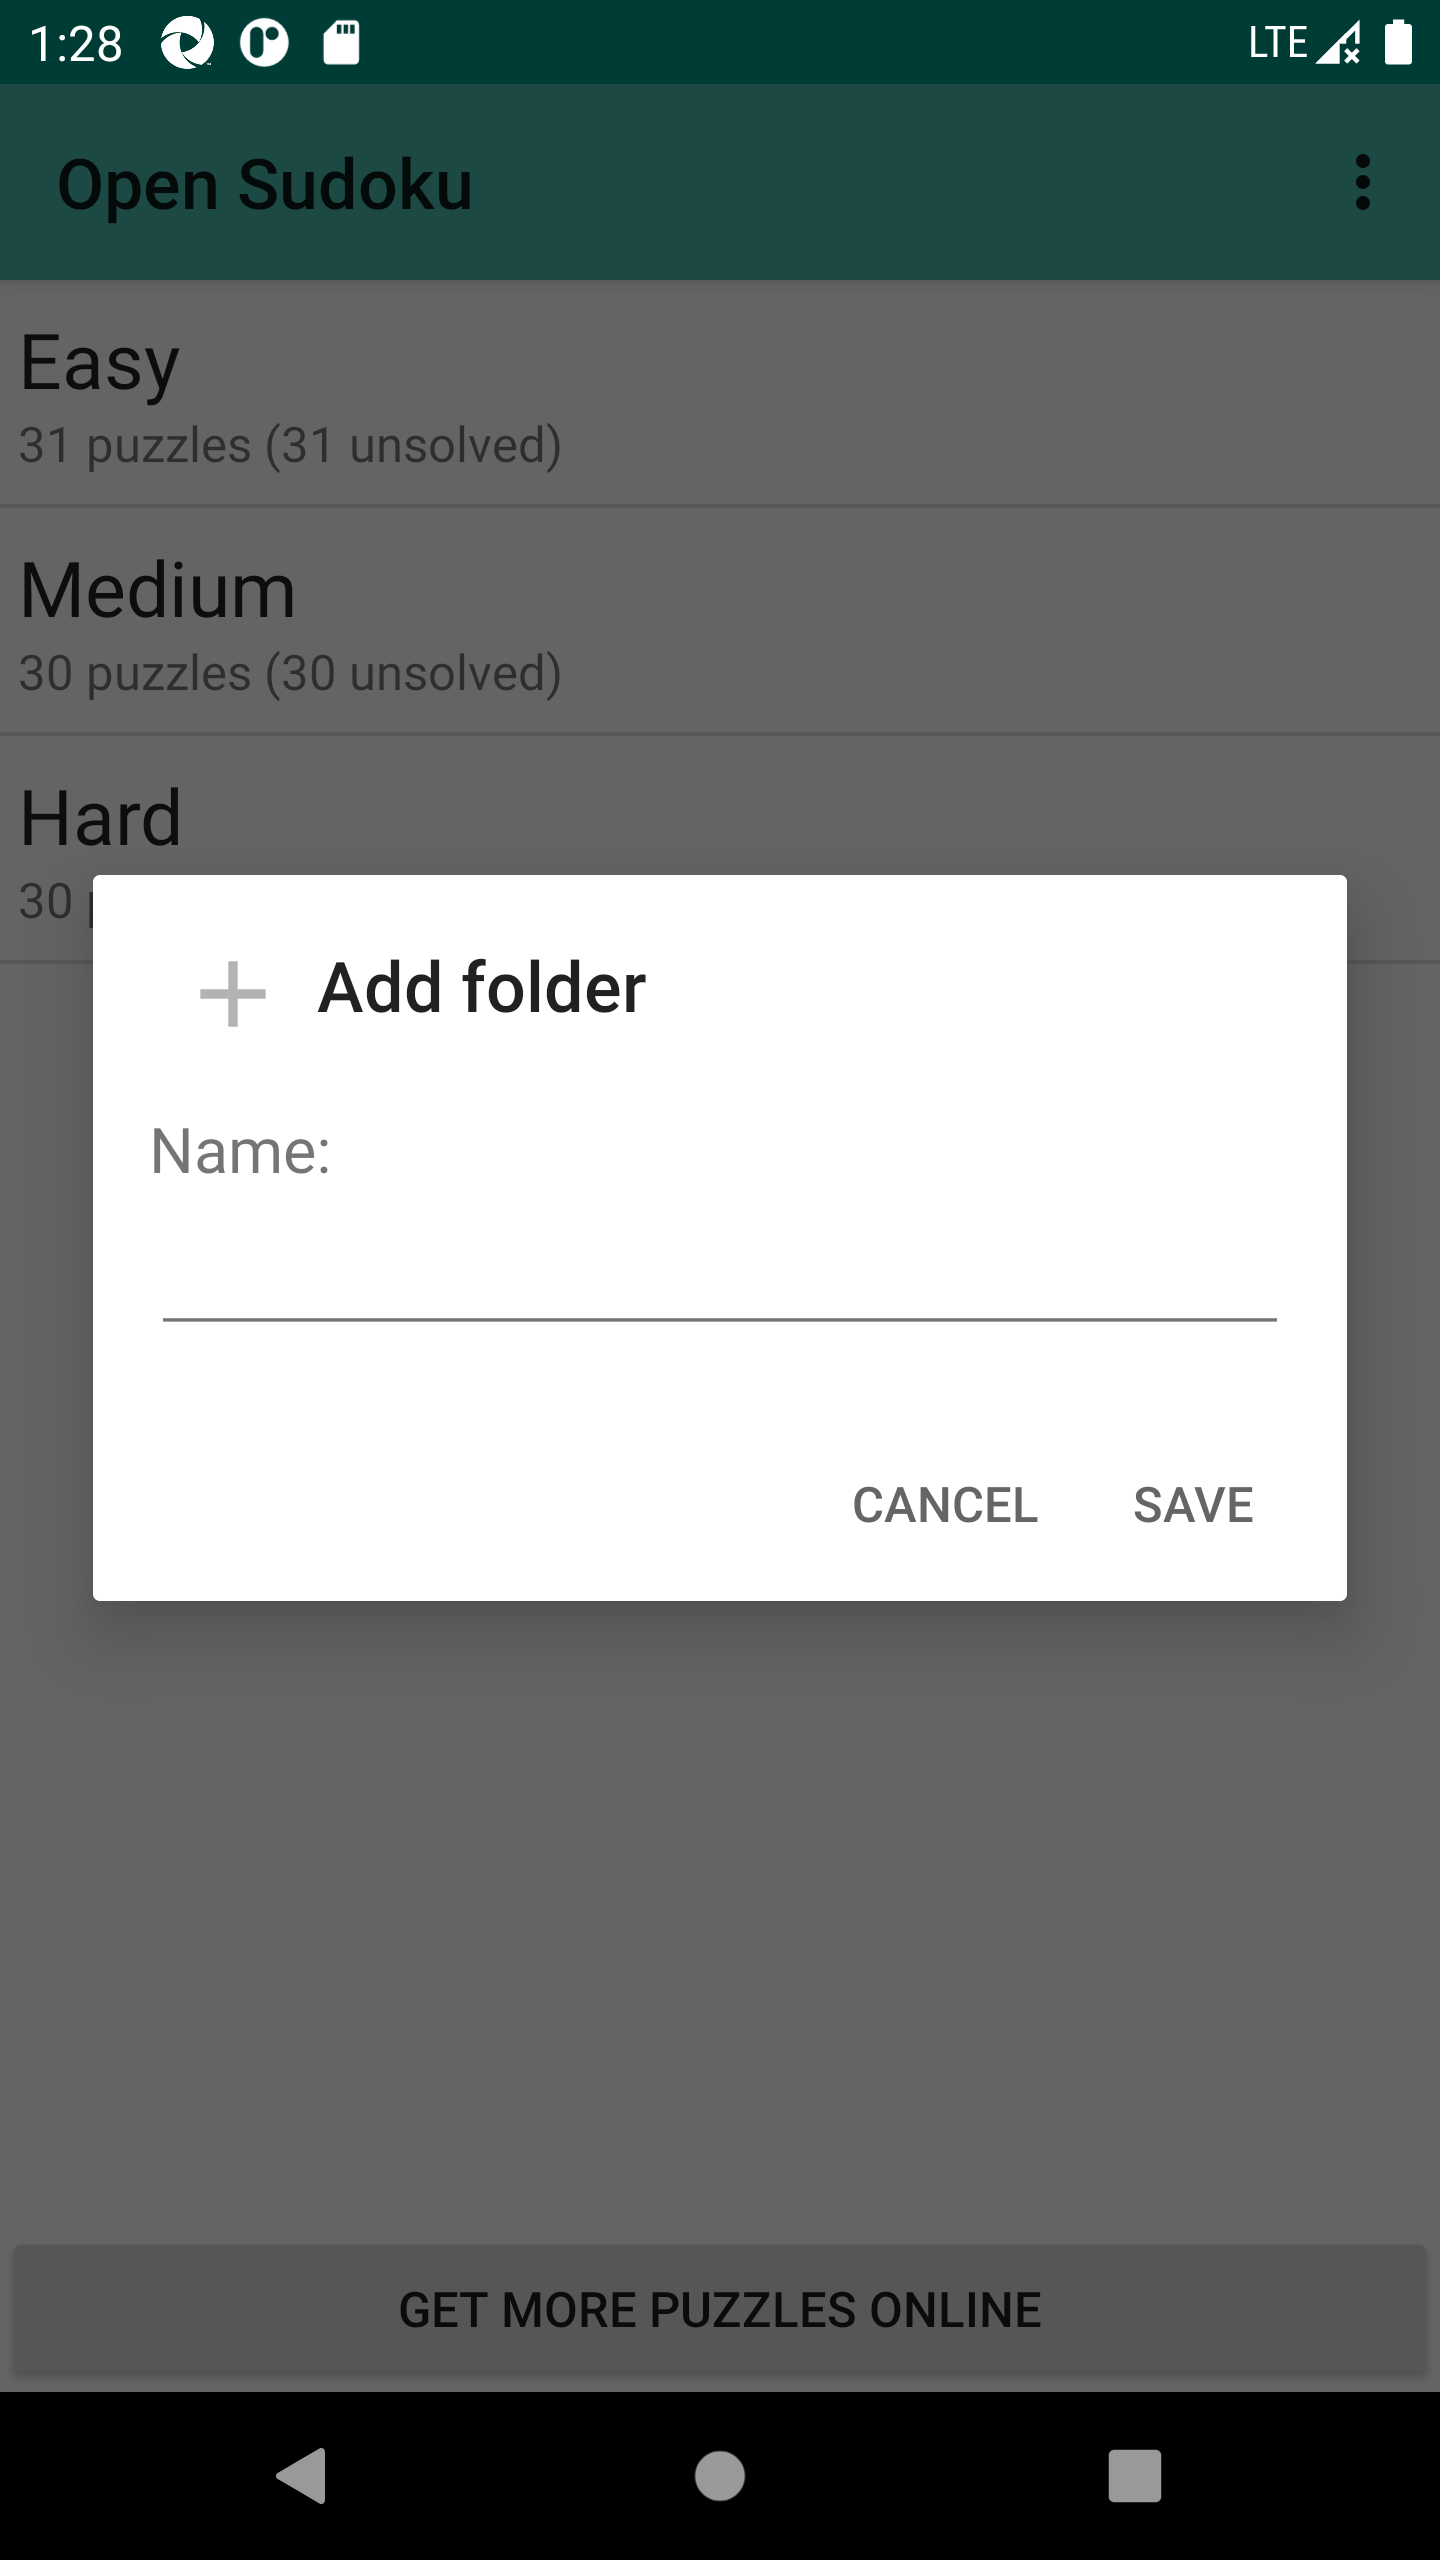 1:28
LTE
Open Sudoku
Easy
31 puzzles (31 unsolved)
Medium
30 puzzles (30 unsolved)
Hard
30
Add folder
Name:
CANCEL SAVE
GET MORE PUZZLES ONLINE